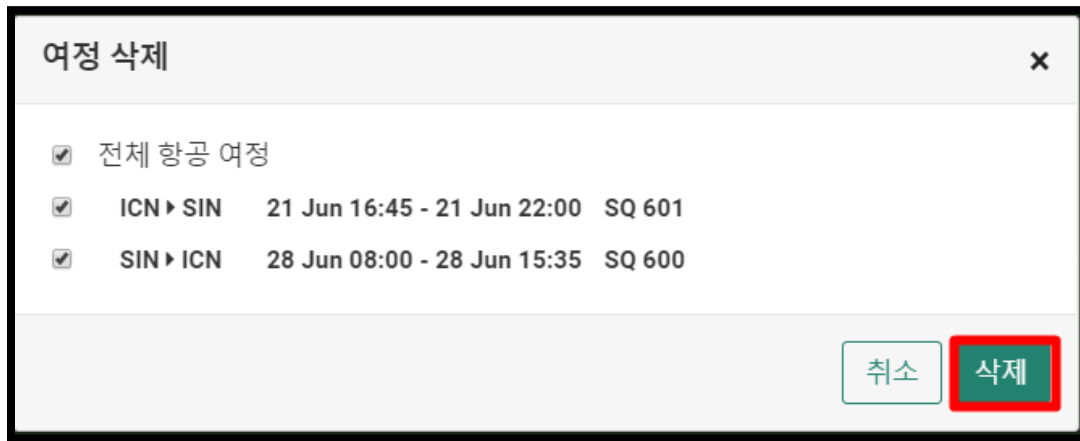 여정 삭제 ×
전체 항공 여정
ICN ▸ SIN 21 Jun 16:45 - 21 Jun 22:00 SQ 601
SIN ▸ ICN 28 Jun 08:00 - 28 Jun 15:35 SQ 600
취소 삭제